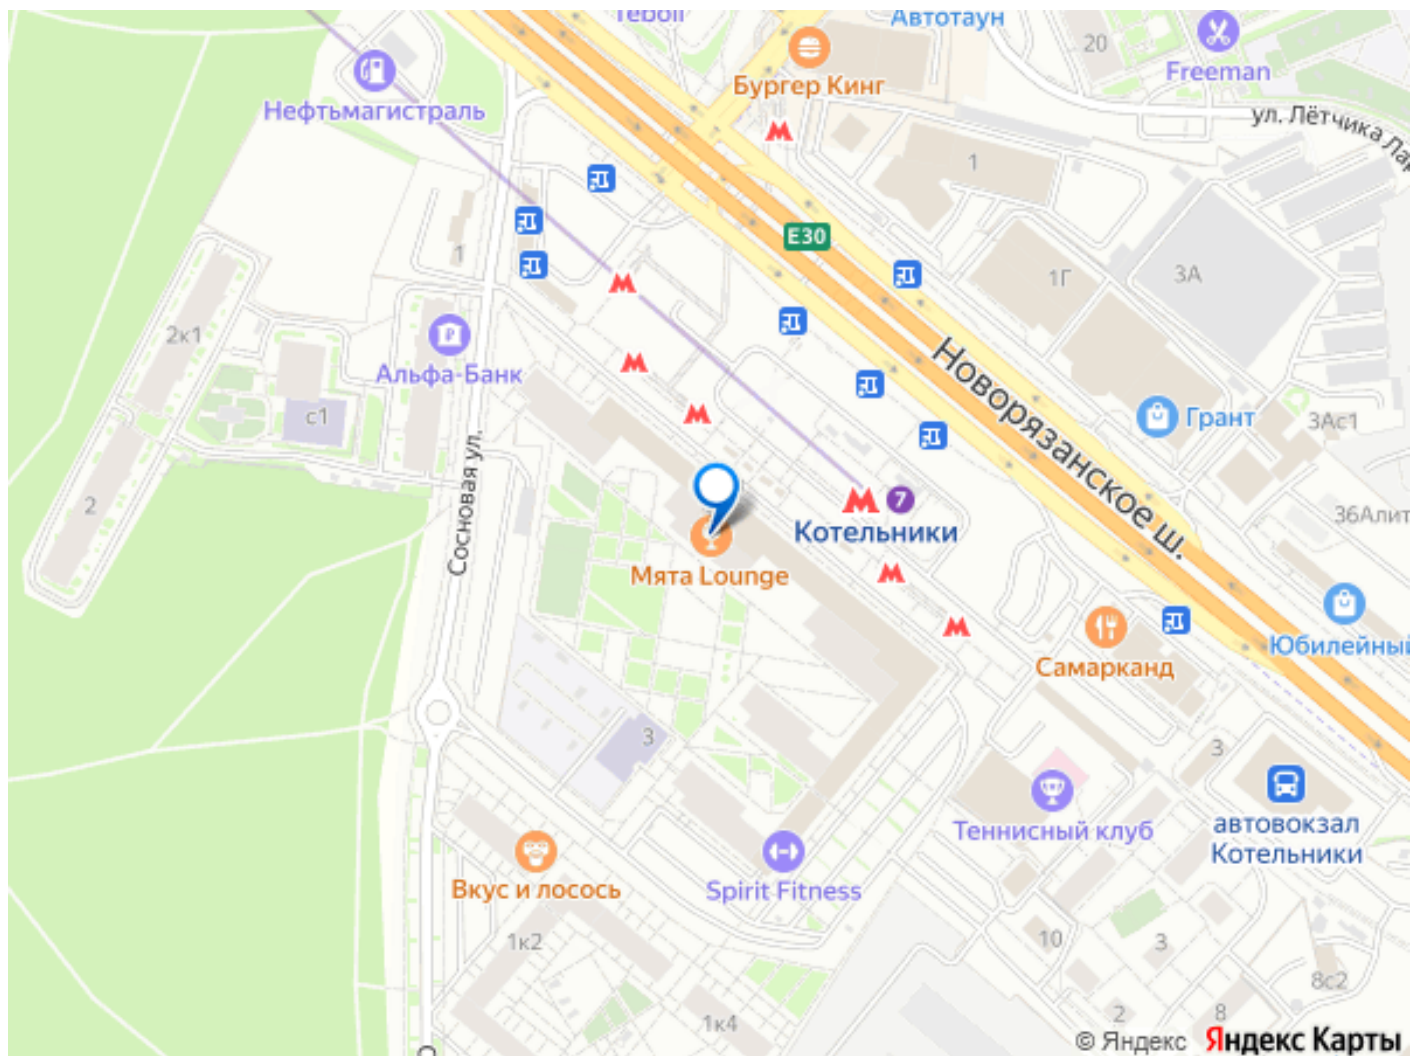 Teboil
Автотаун
20
Freeman
Бургер Кинг
Нефтьмагистраль
ул. Лётчика
1
E30
1
1Г
3А
2к1
Альфа-Банк
с1
Новорязанское ш.
Грант
3Ас1
Сосновая ул.
2
7
Котельники
Мята Lounge
Самарканд
Юбилейный
3
3
Теннисный клуб
автовокзал
Котельники
Вкус и лосось
Spirit Fitness
1к2
10
3
8с2
1к4
2
8
© Яндекс Яндекс Карты